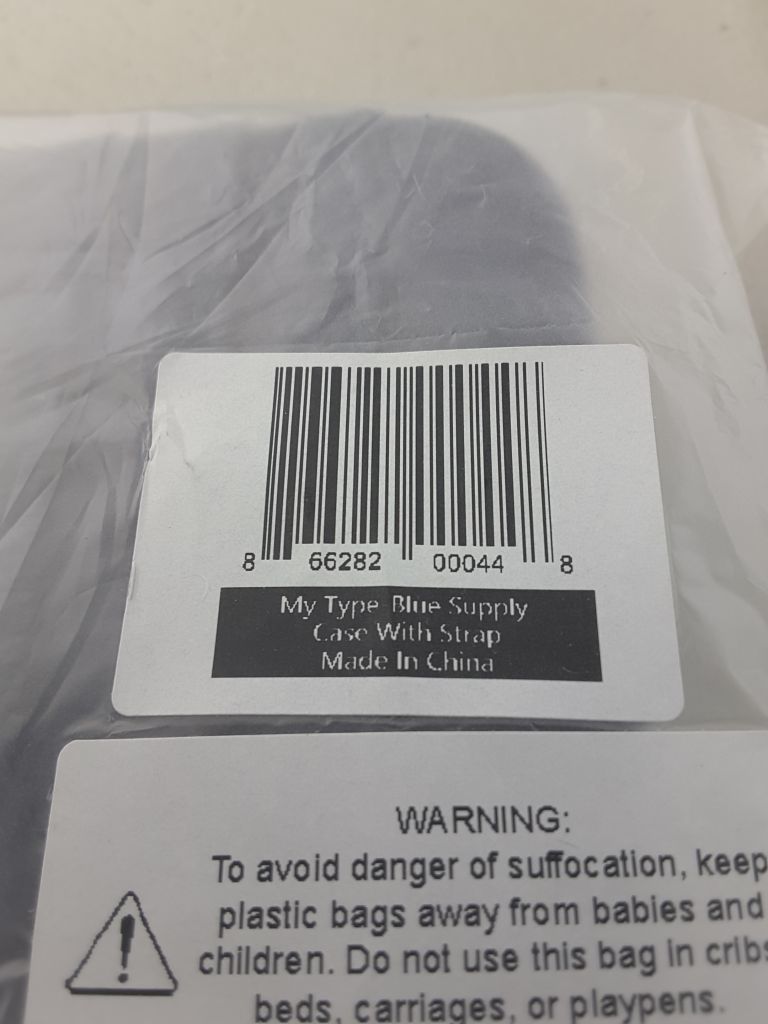 8 66282 00044 8
My Type Blue Supply
Case With Strap
Made In China
WARNING:
To avoid danger of suffocation, keep
plastic bags away from babies and
children. Do not use this bag in cribs
beds, carriages, or playpens.